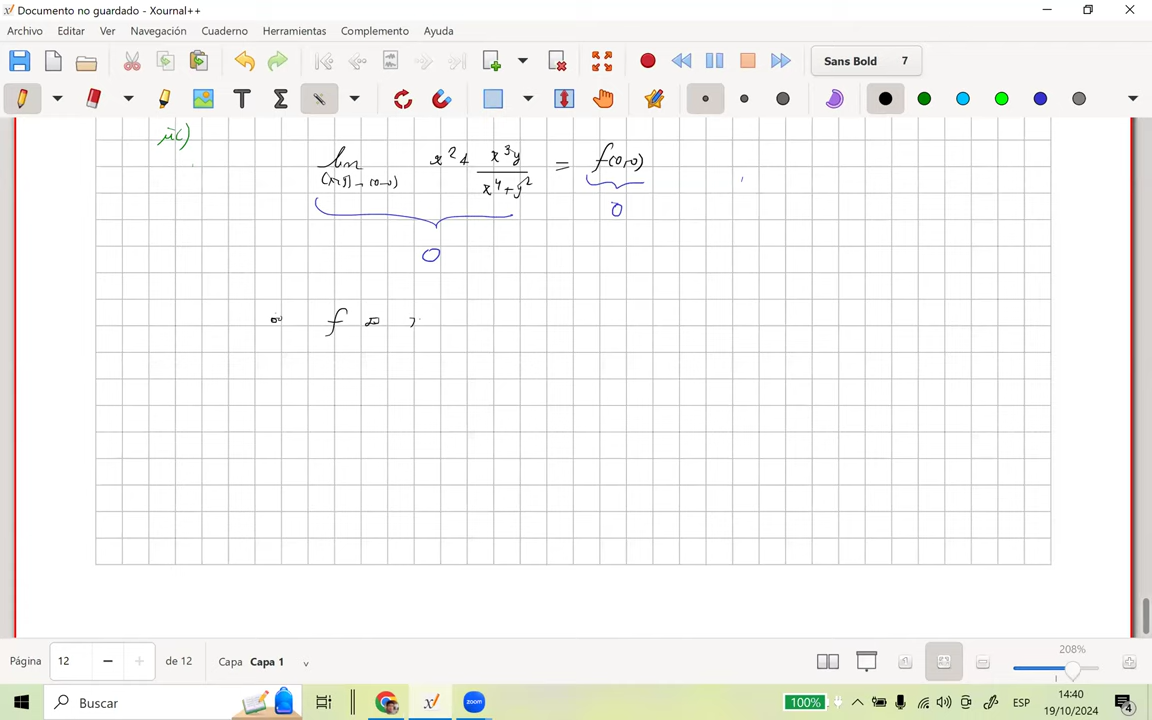 Documento no guardado - Xournal++
Archivo Editar Ver Navegación Cuaderno Herramientas Complemento Ayuda
Sans Bold 7
iii)
lim x² + x³y / x⁴+y² = f(0,0)
(x,y)→(0,0)
0
0
∴ f
Página 12 de 12 Capa Capa 1 208%
Buscar zoom 100% ESP 14:40
19/10/2024
4